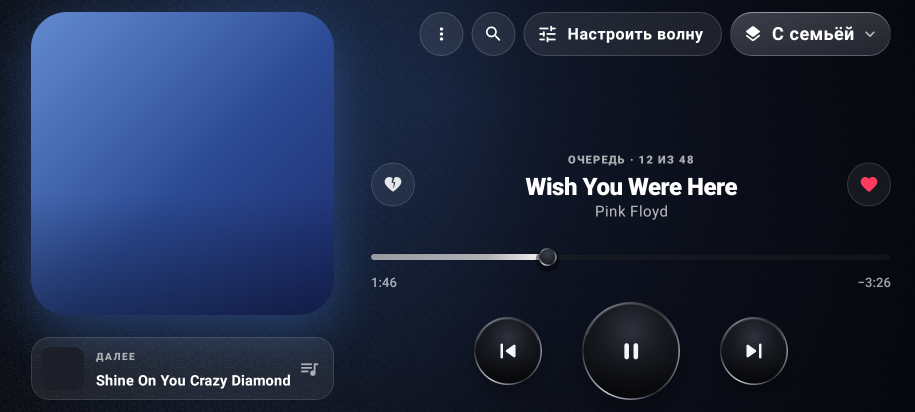 Настроить волну
С семьёй
ОЧЕРЕДЬ · 12 ИЗ 48
Wish You Were Here
Pink Floyd
1:46
−3:26
ДАЛЕЕ
Shine On You Crazy Diamond